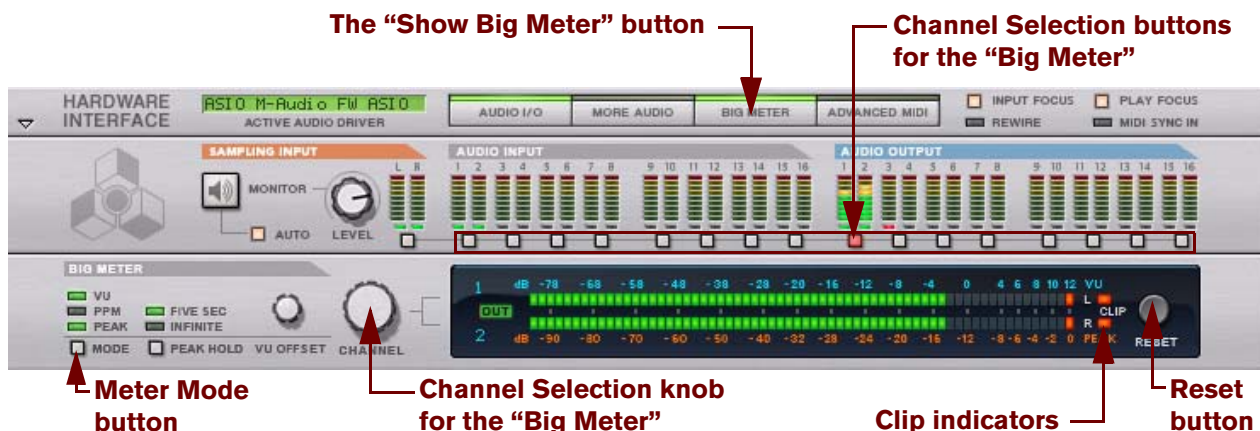 The “Show Big Meter” button
Channel Selection buttons
for the “Big Meter”
HARDWARE
INTERFACE
ASIO M-Audio FW ASIO
ACTIVE AUDIO DRIVER
AUDIO I/O
MORE AUDIO
BIG METER
ADVANCED MIDI
INPUT FOCUS
PLAY FOCUS
REWIRE
MIDI SYNC IN
SAMPLING INPUT
AUDIO INPUT
AUDIO OUTPUT
L R
1 2 3 4 5 6 7 8 9 10 11 12 13 14 15 16
1 2 3 4 5 6 7 8 9 10 11 12 13 14 15 16
MONITOR
AUTO
LEVEL
BIG METER
VU
PPM
PEAK
FIVE SEC
INFINITE
MODE
PEAK HOLD
VU OFFSET
CHANNEL
1 dB -78 -68 -58 -48 -38 -28 -20 -16 -12 -8 -4 0 4 6 8 10 12 VU
OUT
L
CLIP
R
2 dB -90 -80 -70 -60 -50 -40 -32 -28 -24 -20 -16 -12 -8 -6 -4 -2 0 PEAK
RESET
Meter Mode
button
Channel Selection knob
for the “Big Meter”
Clip indicators
Reset
button